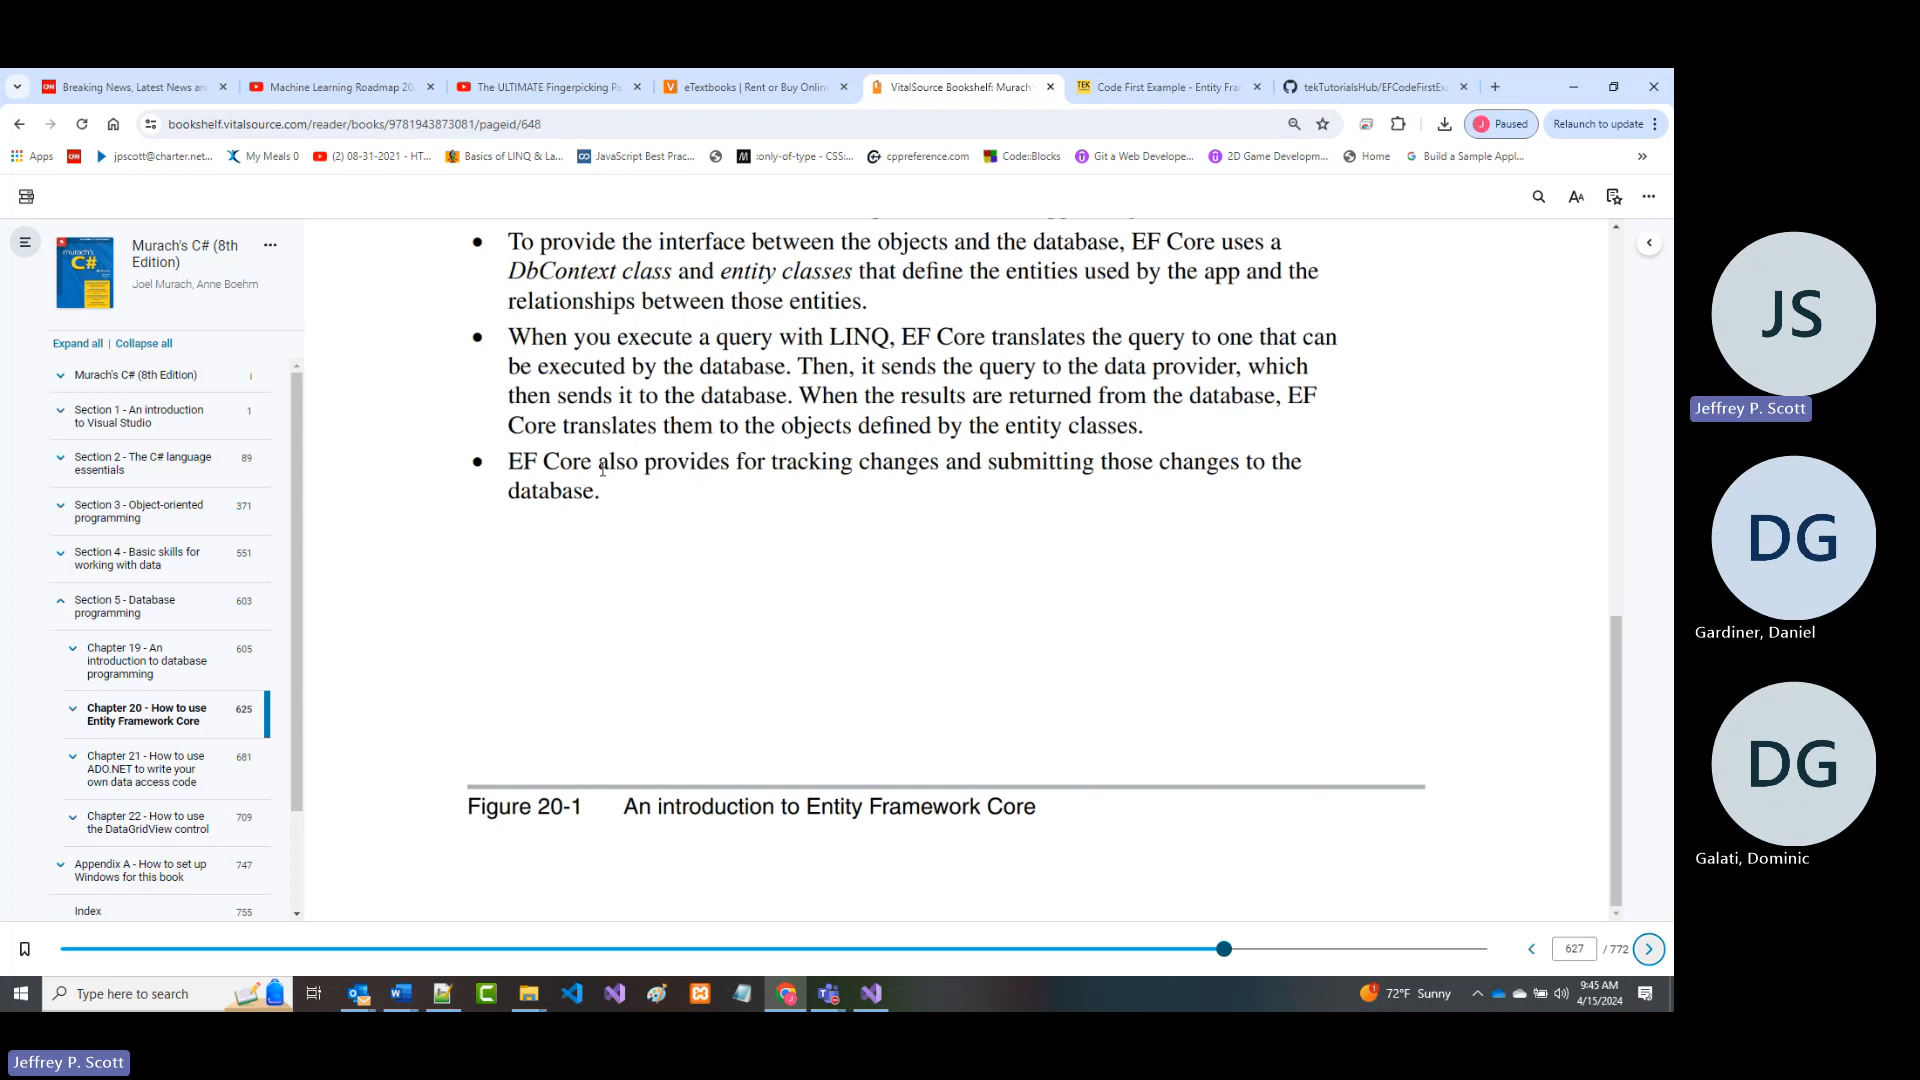 Breaking News, Latest News an
Machine Learning Roadmap 20
The ULTIMATE Fingerpicking Pa
eTextbooks | Rent or Buy Onlin
VitalSource Bookshelf: Murach'
Code First Example - Entity Fra
tekTutorialsHub/EFCodeFirstEx
bookshelf.vitalsource.com/reader/books/9781943873081/pageid/648
J
Paused
Relaunch to update
Apps
jpscott@charter.net...
My Meals 0
(2) 08-31-2021 - HT...
Basics of LINQ & La...
JavaScript Best Prac...
:only-of-type - CSS:...
cppreference.com
Code::Blocks
Git a Web Develope...
2D Game Developm...
Home
Build a Sample Appl...
Murach's C# (8th
Edition)
Joel Murach, Anne Boehm
Expand all | Collapse all
Murach's C# (8th Edition) i
Section 1 - An introduction 1
to Visual Studio
Section 2 - The C# language 89
essentials
Section 3 - Object-oriented 371
programming
Section 4 - Basic skills for 551
working with data
Section 5 - Database 603
programming
Chapter 19 - An 605
introduction to database
programming
Chapter 20 - How to use 625
Entity Framework Core
Chapter 21 - How to use 681
ADO.NET to write your
own data access code
Chapter 22 - How to use 709
the DataGridView control
Appendix A - How to set up 747
Windows for this book
Index 755
• To provide the interface between the objects and the database, EF Core uses a
DbContext class and entity classes that define the entities used by the app and the
relationships between those entities.
• When you execute a query with LINQ, EF Core translates the query to one that can
be executed by the database. Then, it sends the query to the data provider, which
then sends it to the database. When the results are returned from the database, EF
Core translates them to the objects defined by the entity classes.
• EF Core also provides for tracking changes and submitting those changes to the
database.
Figure 20-1 An introduction to Entity Framework Core
627 / 772
Type here to search
72°F Sunny
9:45 AM
4/15/2024
JS
Jeffrey P. Scott
DG
Gardiner, Daniel
DG
Galati, Dominic
Jeffrey P. Scott